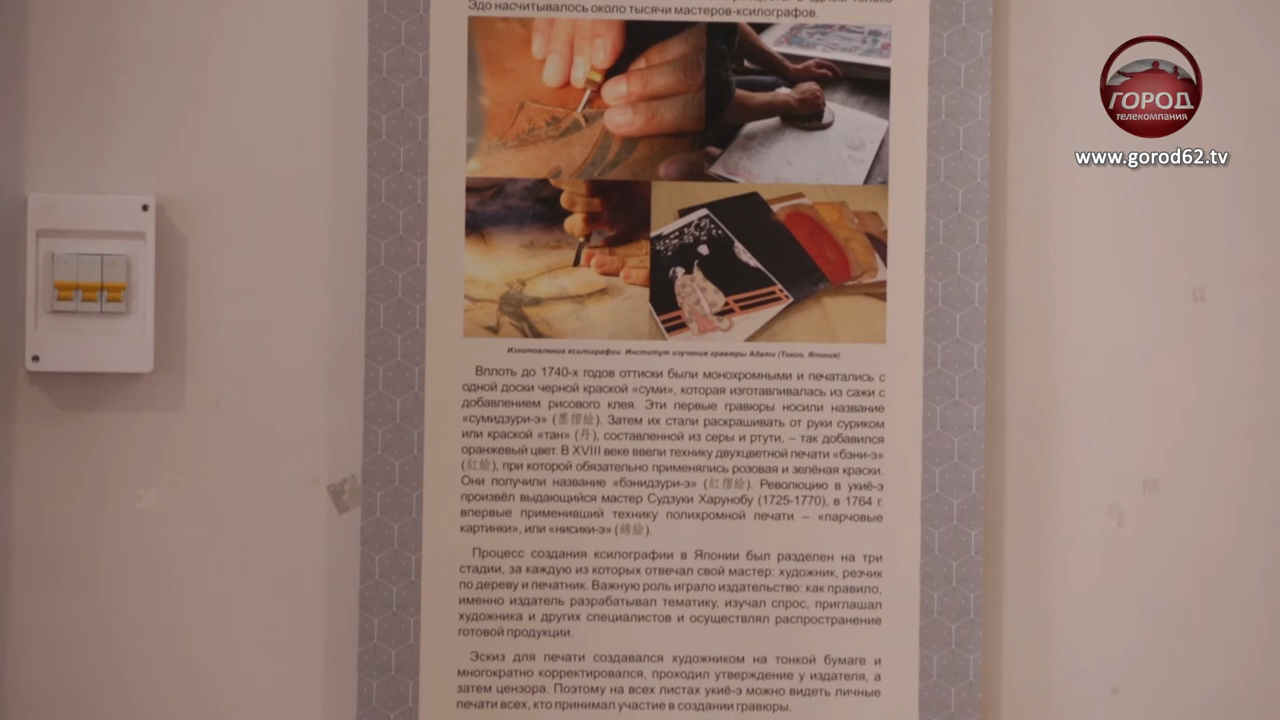 Эдо насчитывалось около тысячи мастеров-ксилографов.
ГОРОД
телекомпания
www.gorod62.tv
Изготовление ксилографии. Институт изучения гравюры Адати (Токио, Япония).
Вплоть до 1740-х годов оттиски были монохромными и печатались с
одной доски черной краской «суми», которая изготавливалась из сажи с
добавлением рисового клея. Эти первые гравюры носили название
«сумидзури-э» (墨摺絵). Затем их стали раскрашивать от руки суриком
или краской «тан» (丹), составленной из серы и ртути, – так добавился
оранжевый цвет. В XVIII веке ввели технику двухцветной печати «бэни-э»
(紅絵), при которой обязательно применялись розовая и зелёная краски.
Они получили название «бэнидзури-э» (紅摺絵). Революцию в укиё-э
произвёл выдающийся мастер Судзуки Харунобу (1725-1770), в 1764 г.
впервые применивший технику полихромной печати – «парчовые
картинки», или «нисики-э» (錦絵).
Процесс создания ксилографии в Японии был разделен на три
стадии, за каждую из которых отвечал свой мастер: художник, резчик
по дереву и печатник. Важную роль играло издательство: как правило,
именно издатель разрабатывал тематику, изучал спрос, приглашал
художника и других специалистов и осуществлял распространение
готовой продукции.
Эскиз для печати создавался художником на тонкой бумаге и
многократно корректировался, проходил утверждение у издателя, а
затем цензора. Поэтому на всех листах укиё-э можно видеть личные
печати всех, кто принимал участие в создании гравюры.